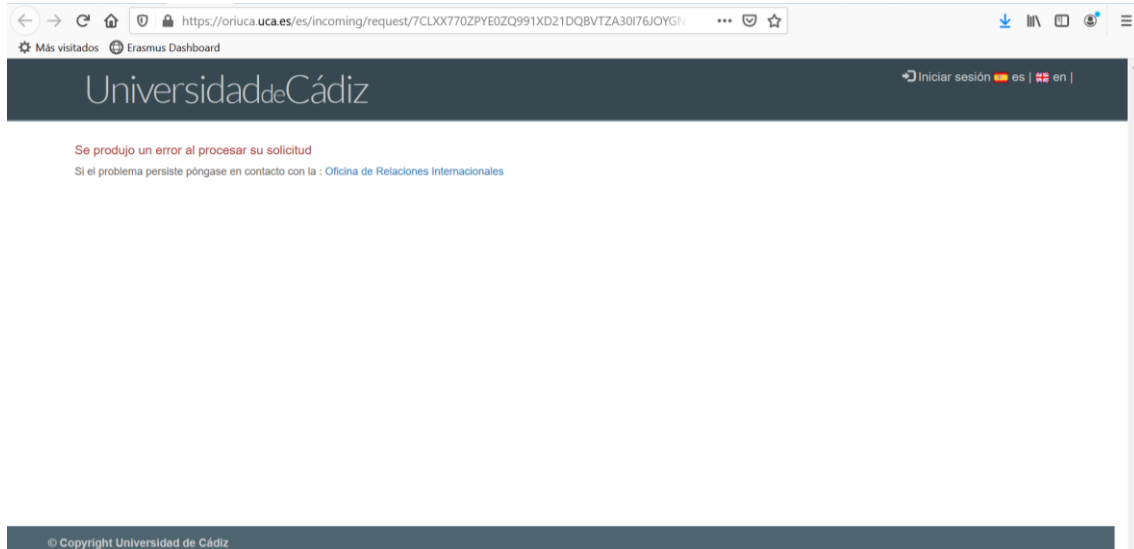 https://oriuca.uca.es/es/incoming/request/7CLXX770ZPYE0ZQ991XD21DQBVTZA30I76JOYGN
Más visitados Erasmus Dashboard
UniversidaddeCádiz
Iniciar sesión es | en |
Se produjo un error al procesar su solicitud
Si el problema persiste póngase en contacto con la : Oficina de Relaciones Internacionales
© Copyright Universidad de Cádiz